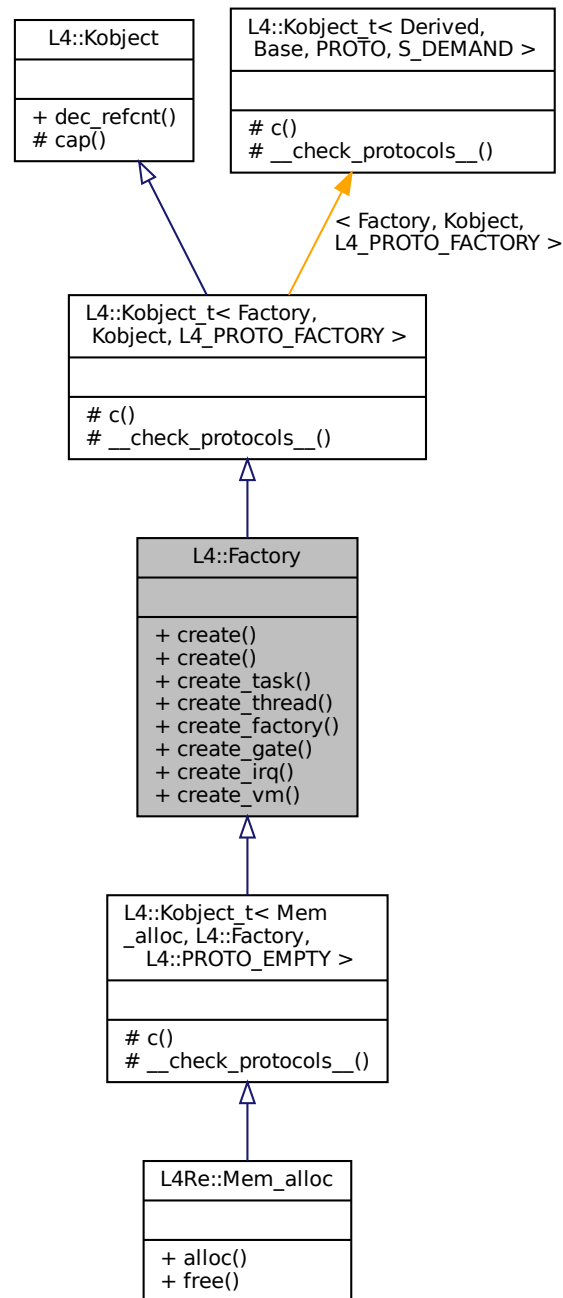 L4::Kobject
+ dec_refcnt()
# cap()
L4::Kobject_t< Derived,
Base, PROTO, S_DEMAND >
# c()
# __check_protocols__()
< Factory, Kobject,
L4_PROTO_FACTORY >
L4::Kobject_t< Factory,
Kobject, L4_PROTO_FACTORY >
# c()
# __check_protocols__()
L4::Factory
+ create()
+ create()
+ create_task()
+ create_thread()
+ create_factory()
+ create_gate()
+ create_irq()
+ create_vm()
L4::Kobject_t< Mem
_alloc, L4::Factory,
L4::PROTO_EMPTY >
# c()
# __check_protocols__()
L4Re::Mem_alloc
+ alloc()
+ free()